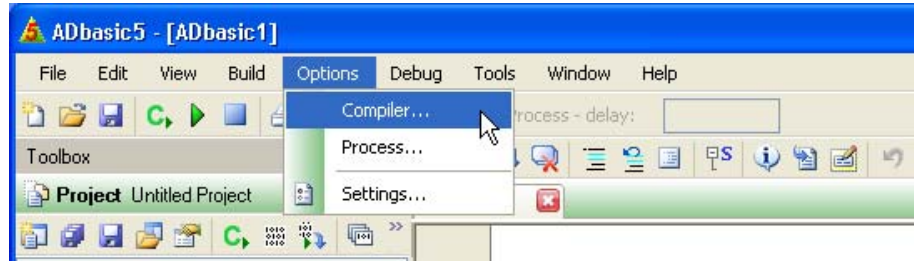 ADbasic5 - [ADbasic1]
File Edit View Build Options Debug Tools Window Help
Compiler...
rocess - delay:
Process...
Toolbox
Settings...
Project Untitled Project